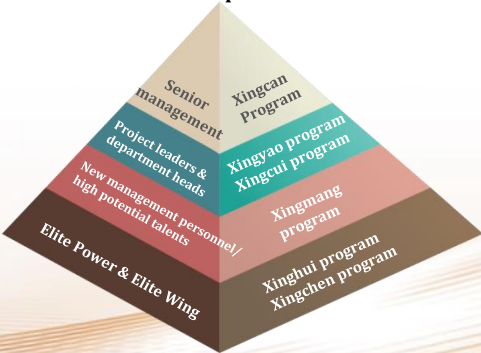 Senior
management
Xingcan
Program
Project leaders &
department heads
Xingyao program
Xingcui program
New management personnel/
high potential talents
Xingmang
program
Elite Power & Elite Wing
Xinghui program
Xingchen program